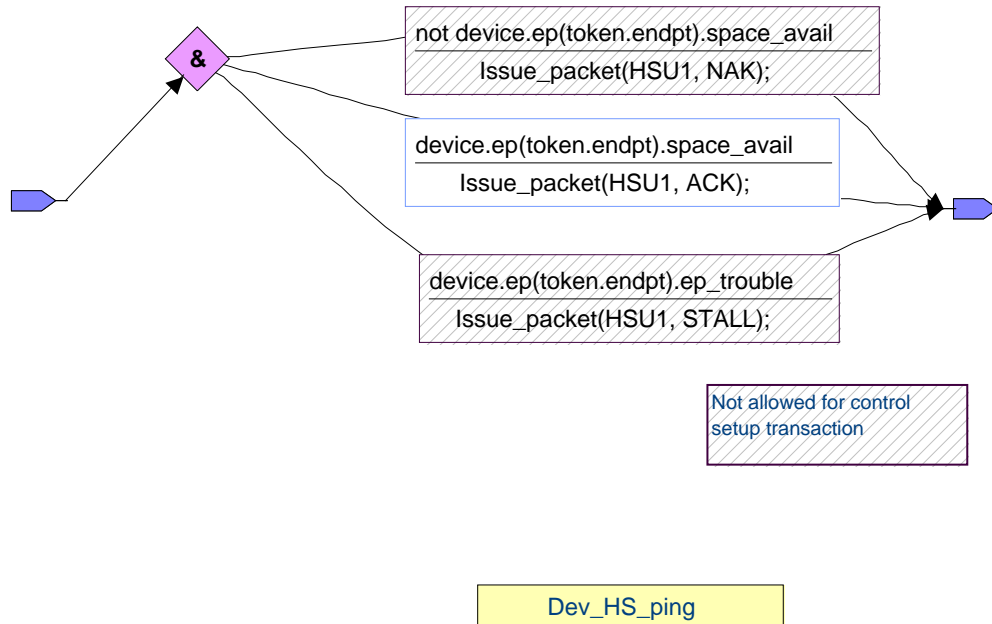 &
not device.ep(token.endpt).space_avail
Issue_packet(HSU1, NAK);
device.ep(token.endpt).space_avail
Issue_packet(HSU1, ACK);
device.ep(token.endpt).ep_trouble
Issue_packet(HSU1, STALL);
Not allowed for control
setup transaction
Dev_HS_ping